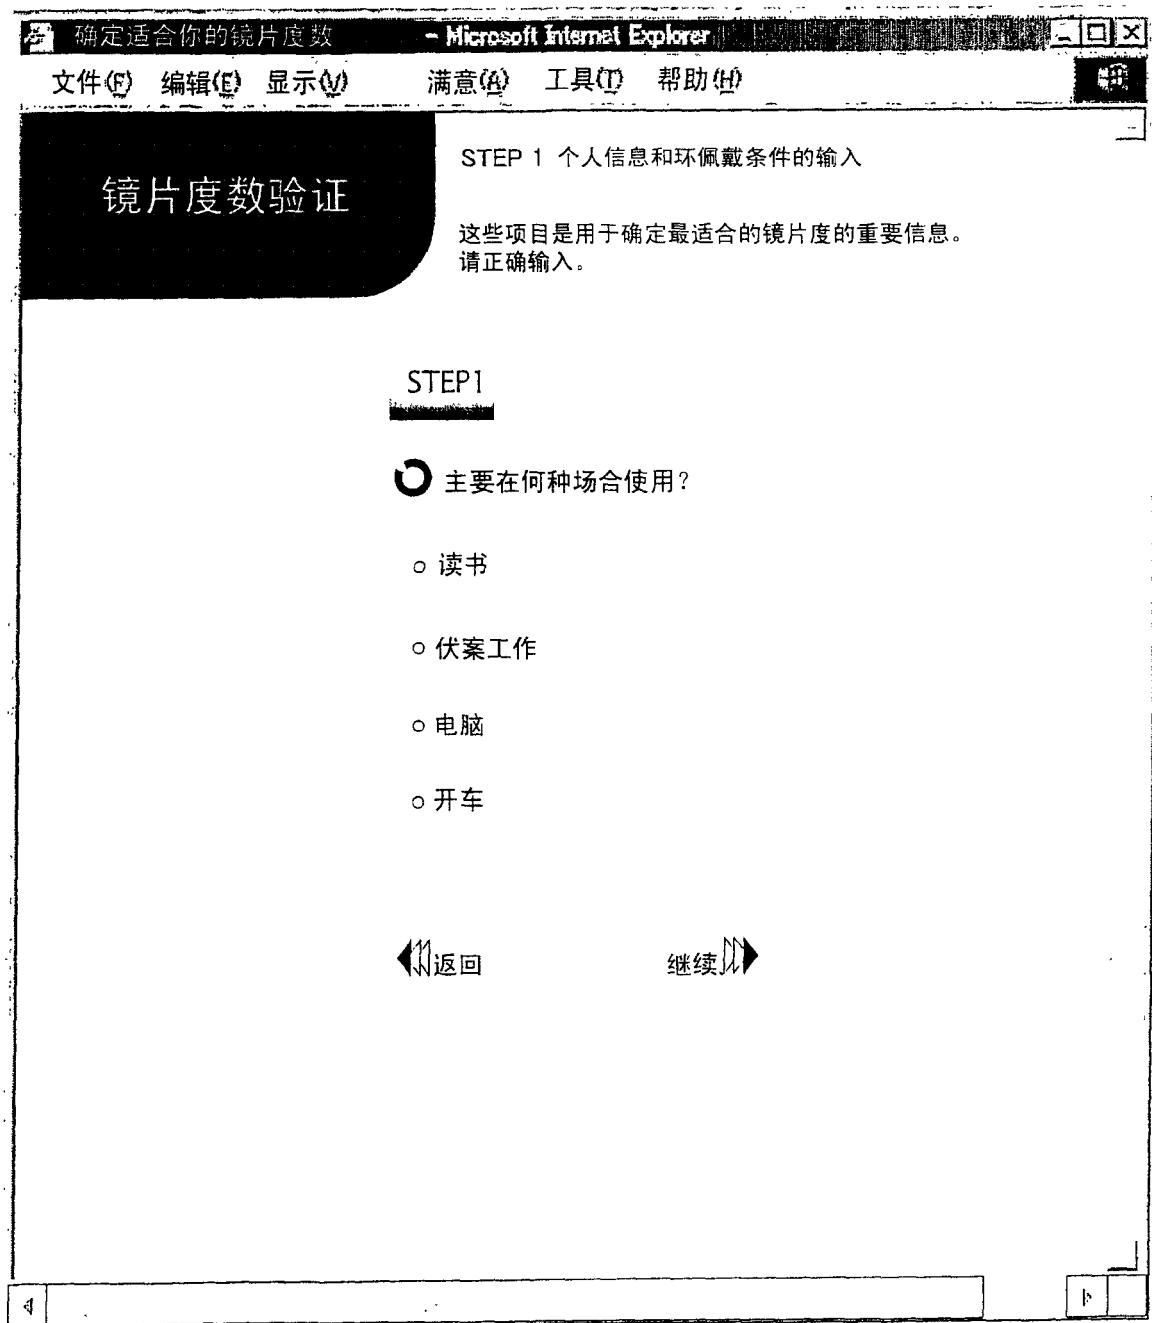 确定适合你的镜片度数 - Microsoft Internet Explorer
文件(F) 编辑(E) 显示(V) 满意(A) 工具(T) 帮助(H)
镜片度数验证
STEP 1 个人信息和环佩戴条件的输入
这些项目是用于确定最适合的镜片度的重要信息。
请正确输入。
STEP1
主要在何种场合使用?
读书
伏案工作
电脑
开车
返回 继续